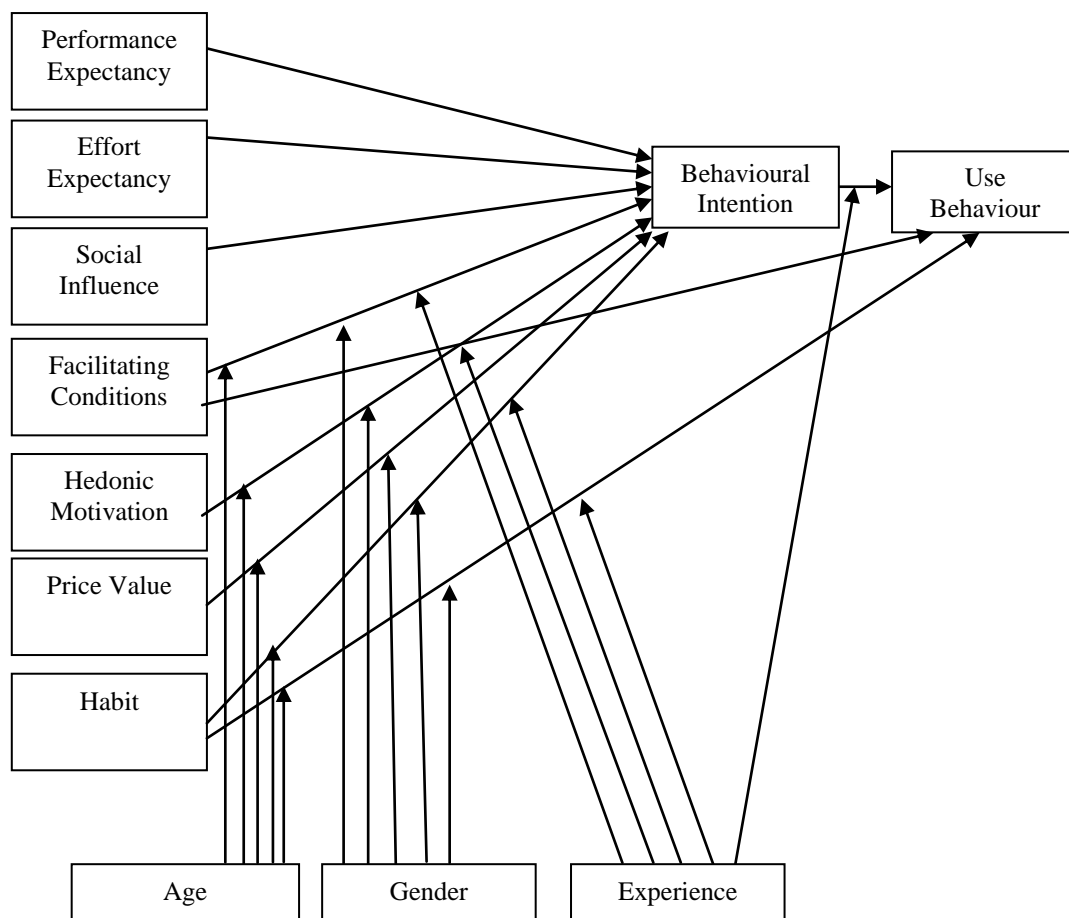 Performance
Expectancy
Effort
Expectancy
Social
Influence
Facilitating
Conditions
Hedonic
Motivation
Price Value
Habit
Behavioural
Intention
Use
Behaviour
Age
Gender
Experience